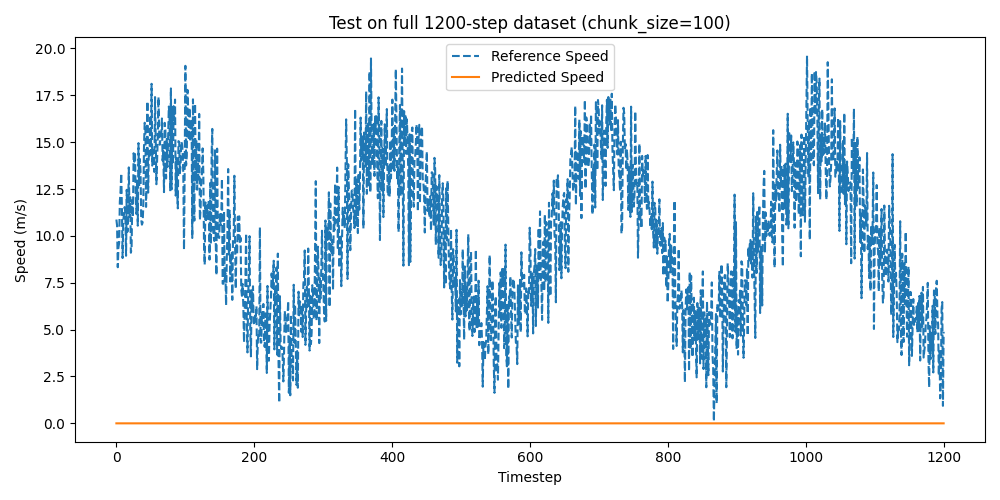 Test on full 1200-step dataset (chunk_size=100)
Reference Speed
Predicted Speed
Speed (m/s)
20.0
17.5
15.0
12.5
10.0
7.5
5.0
2.5
0.0
0 200 400 600 800 1000 1200
Timestep